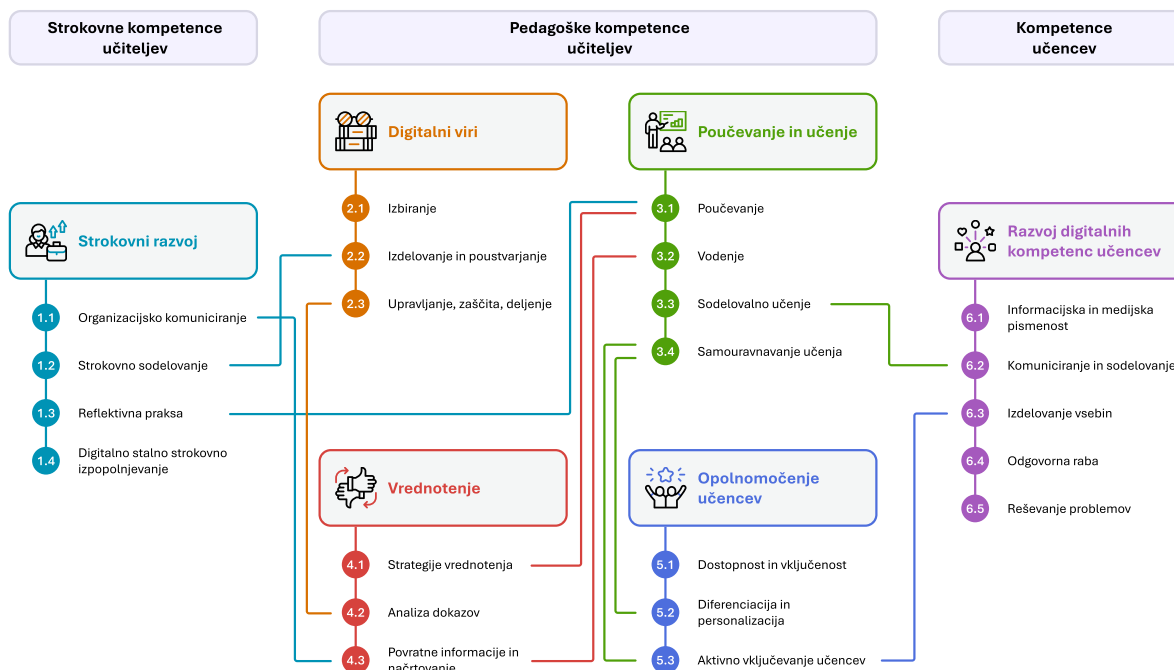 Strokovne kompetence
učiteljev
Pedagoške kompetence
učiteljev
Kompetence
učencev
Strokovni razvoj
1.1 Organizacijsko komuniciranje
1.2 Strokovno sodelovanje
1.3 Reflektivna praksa
1.4 Digitalno stalno strokovno
izpopolnjevanje
Digitalni viri
2.1 Izbiranje
2.2 Izdelovanje in poustvarjanje
2.3 Upravljanje, zaščita, deljenje
Poučevanje in učenje
3.1 Poučevanje
3.2 Vodenje
3.3 Sodelovalno učenje
3.4 Samouravnavanje učenja
Vrednotenje
4.1 Strategije vrednotenja
4.2 Analiza dokazov
4.3 Povratne informacije in
načrtovanje
Opolnomočenje
učencev
5.1 Dostopnost in vključenost
5.2 Diferenciacija in
personalizacija
5.3 Aktivno vključevanje učencev
Razvoj digitalnih
kompetenc učencev
6.1 Informacijska in medijska
pismenost
6.2 Komuniciranje in sodelovanje
6.3 Izdelovanje vsebin
6.4 Odgovorna raba
6.5 Reševanje problemov